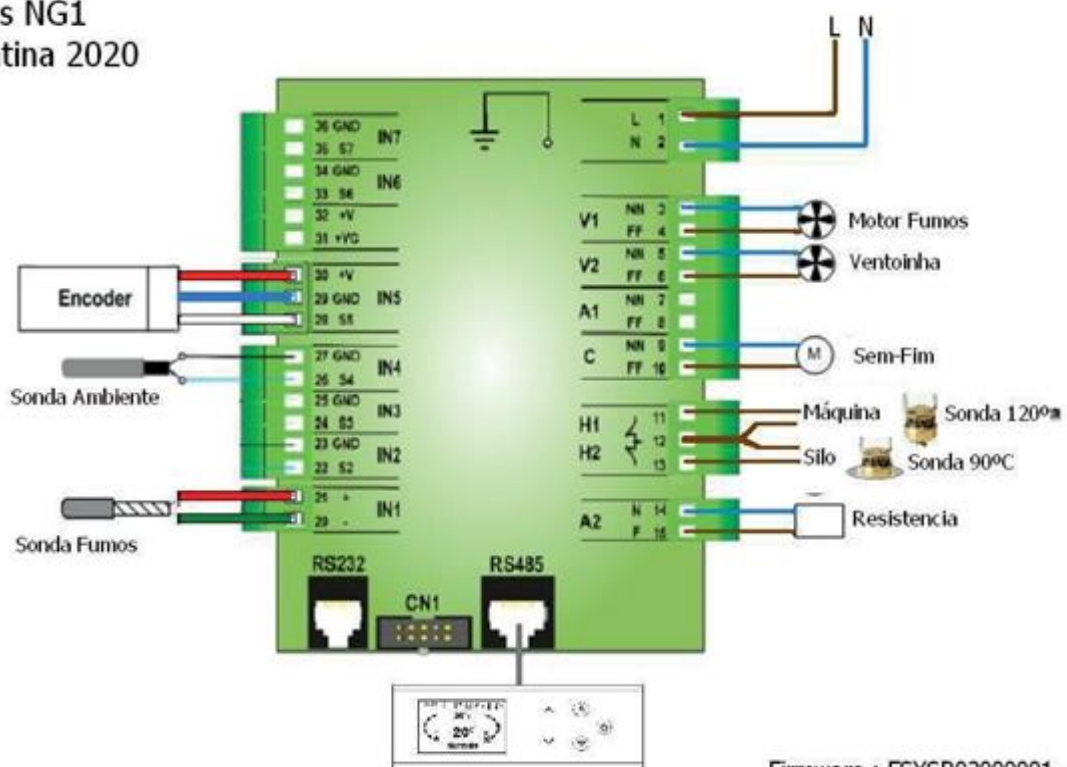 s NG1
tina 2020
L N
36 GND
35 S7
IN7
34 GND
33 S6
IN6
32 +V
31 +VG
30 +V
29 GND
28 S5
IN5
27 GND
26 S4
IN4
25 GND
24 S3
IN3
23 GND
22 S2
IN2
21 +
20 -
IN1
Encoder
Sonda Ambiente
Sonda Fumos
L 1
N 2
V1
NN 3
FF 4
Motor Fumos
V2
NN 5
FF 6
Ventoinha
A1
NN 7
FF 8
C
NN 9
FF 10
M
Sem-Fim
H1
H2
11
12
13
Máquina
Sonda 120º
Silo
Sonda 90ºC
A2
N 14
F 15
Resistencia
RS232
CN1
RS485
20°